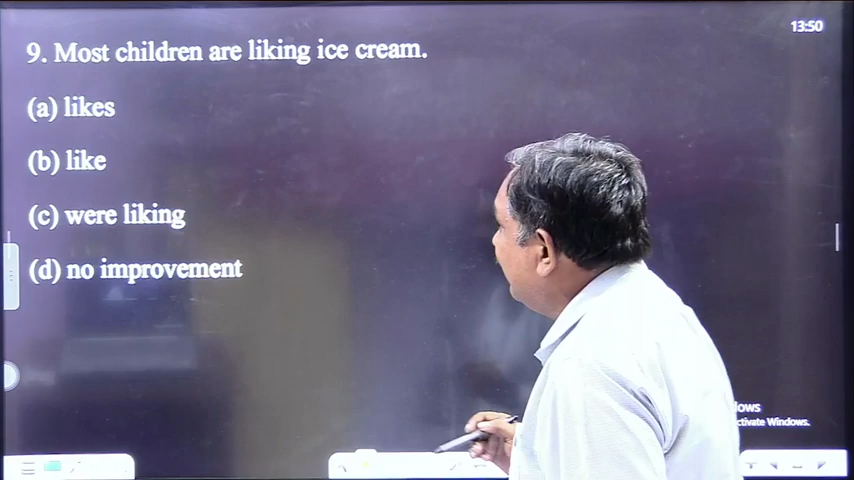 13:50
9. Most children are liking ice cream.
(a) likes
(b) like
(c) were liking
(d) no improvement
ctivate Windows.